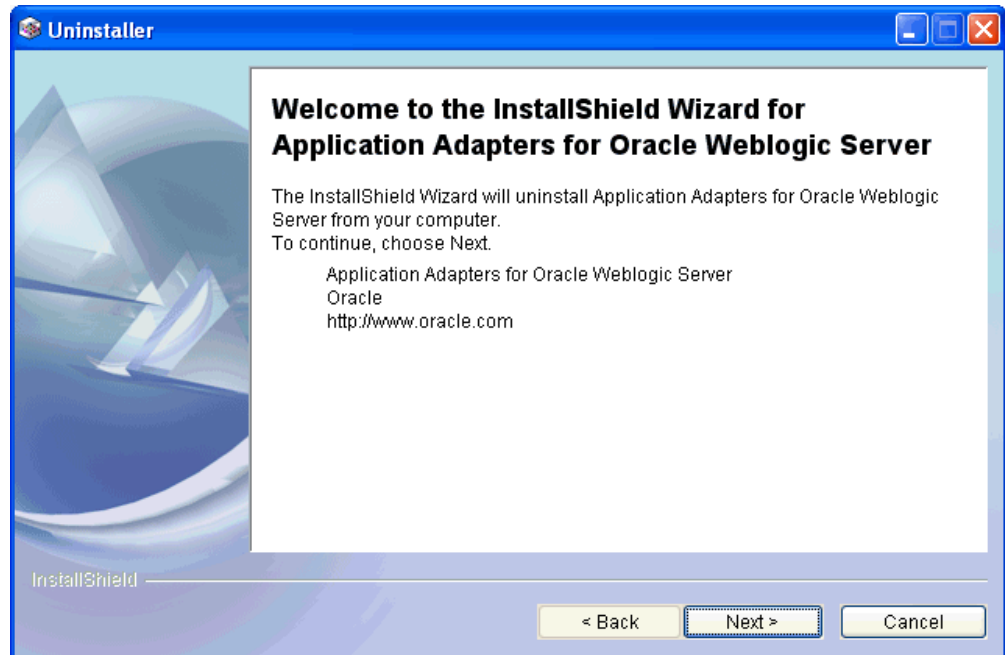 Uninstaller
Welcome to the InstallShield Wizard for
Application Adapters for Oracle Weblogic Server
The InstallShield Wizard will uninstall Application Adapters for Oracle Weblogic
Server from your computer.
To continue, choose Next.
Application Adapters for Oracle Weblogic Server
Oracle
http://www.oracle.com
InstallShield
< Back
Next >
Cancel